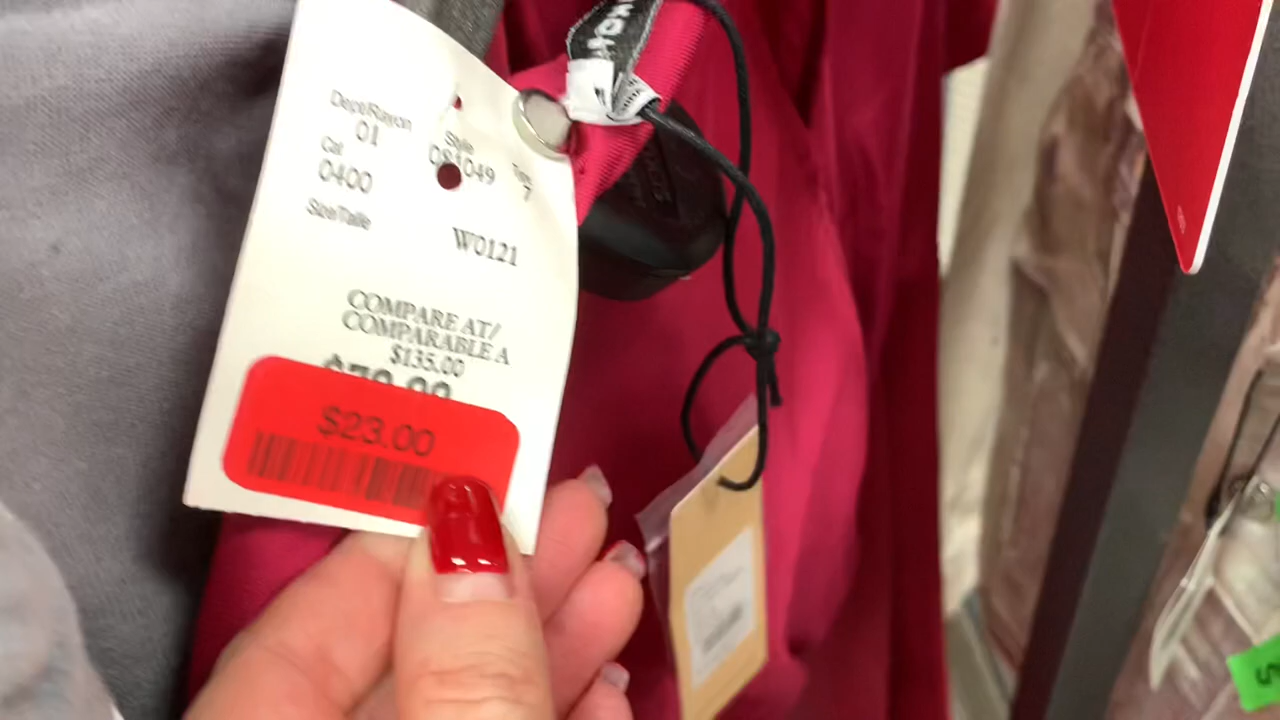 Dept/Rayon
01
Style
Cat
0400
Size/Taille
W0121
COMPARE AT/
COMPARABLE A
$135.00
$23.00